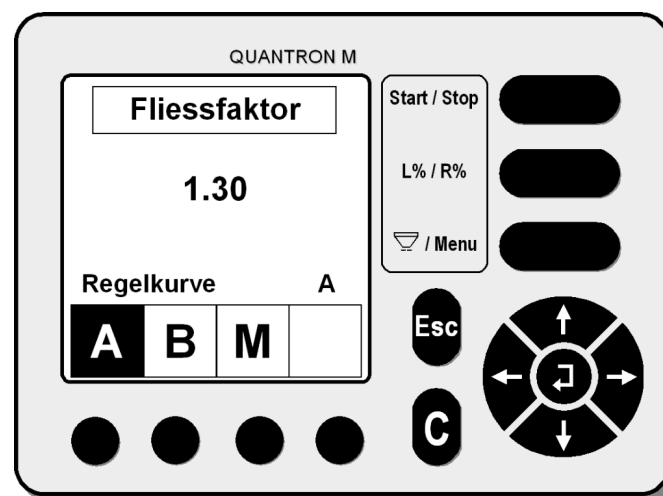 QUANTRON M
Fliessfaktor
1.30
Regelkurve A
A B M
Start / Stop
L% / R%
/ Menu
Esc
C